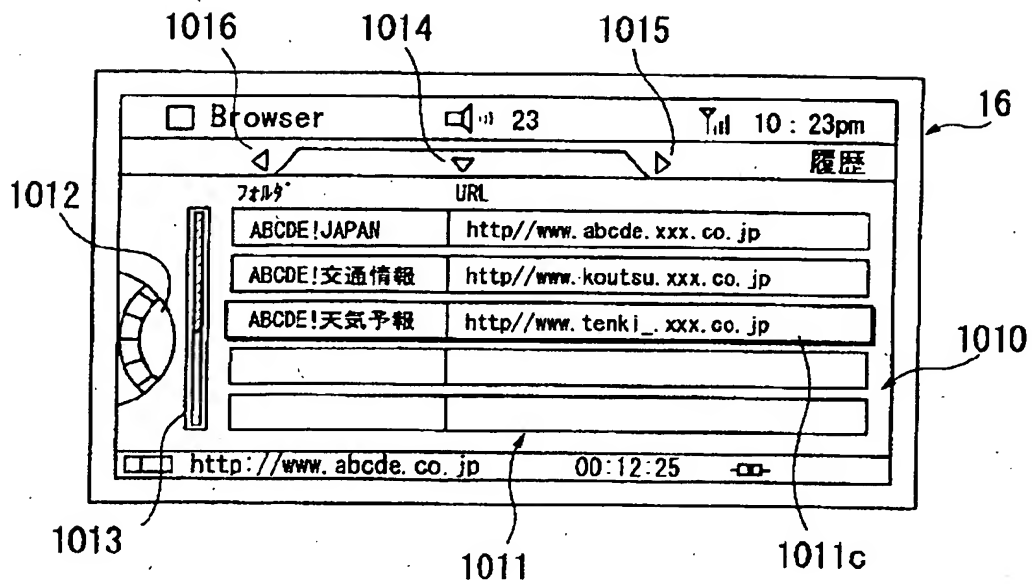 1016 1014 1015
Browser 23 10:23pm 16
履歴
1012 フォルダ URL
ABCDE!JAPAN http//www.abcde.xxx.co.jp
ABCDE!交通情報 http//www.koutsu.xxx.co.jp
ABCDE!天気予報 http//www.tenki_.xxx.co.jp
1010
http://www.abcde.co.jp 00:12:25
1013 1011 1011c